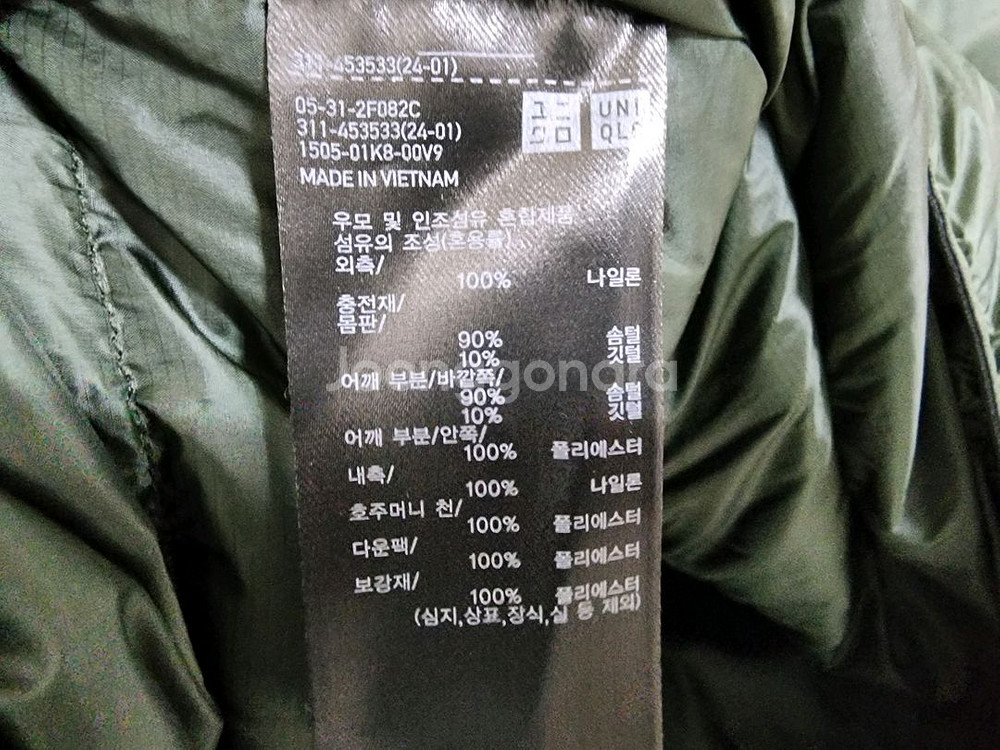 311-453533(24-01)
05-31-2F082C
311-453533(24-01)
1505-01K8-00V9
MADE IN VIETNAM
ユニ
クロ
UNI
QLO
우모 및 인조섬유 혼합제품
섬유의 조성(혼용률)
외측/
100% 나일론
충전재/
몸판/
90% 솜털
10% 깃털
어깨 부분/바깥쪽/
90% 솜털
10% 깃털
어깨 부분/안쪽/
100% 폴리에스터
내측/
100% 나일론
호주머니 천/
100% 폴리에스터
다운팩/
100% 폴리에스터
보강재/
100% 폴리에스터
(심지,상표,장식,실 등 제외)
Joonggonara